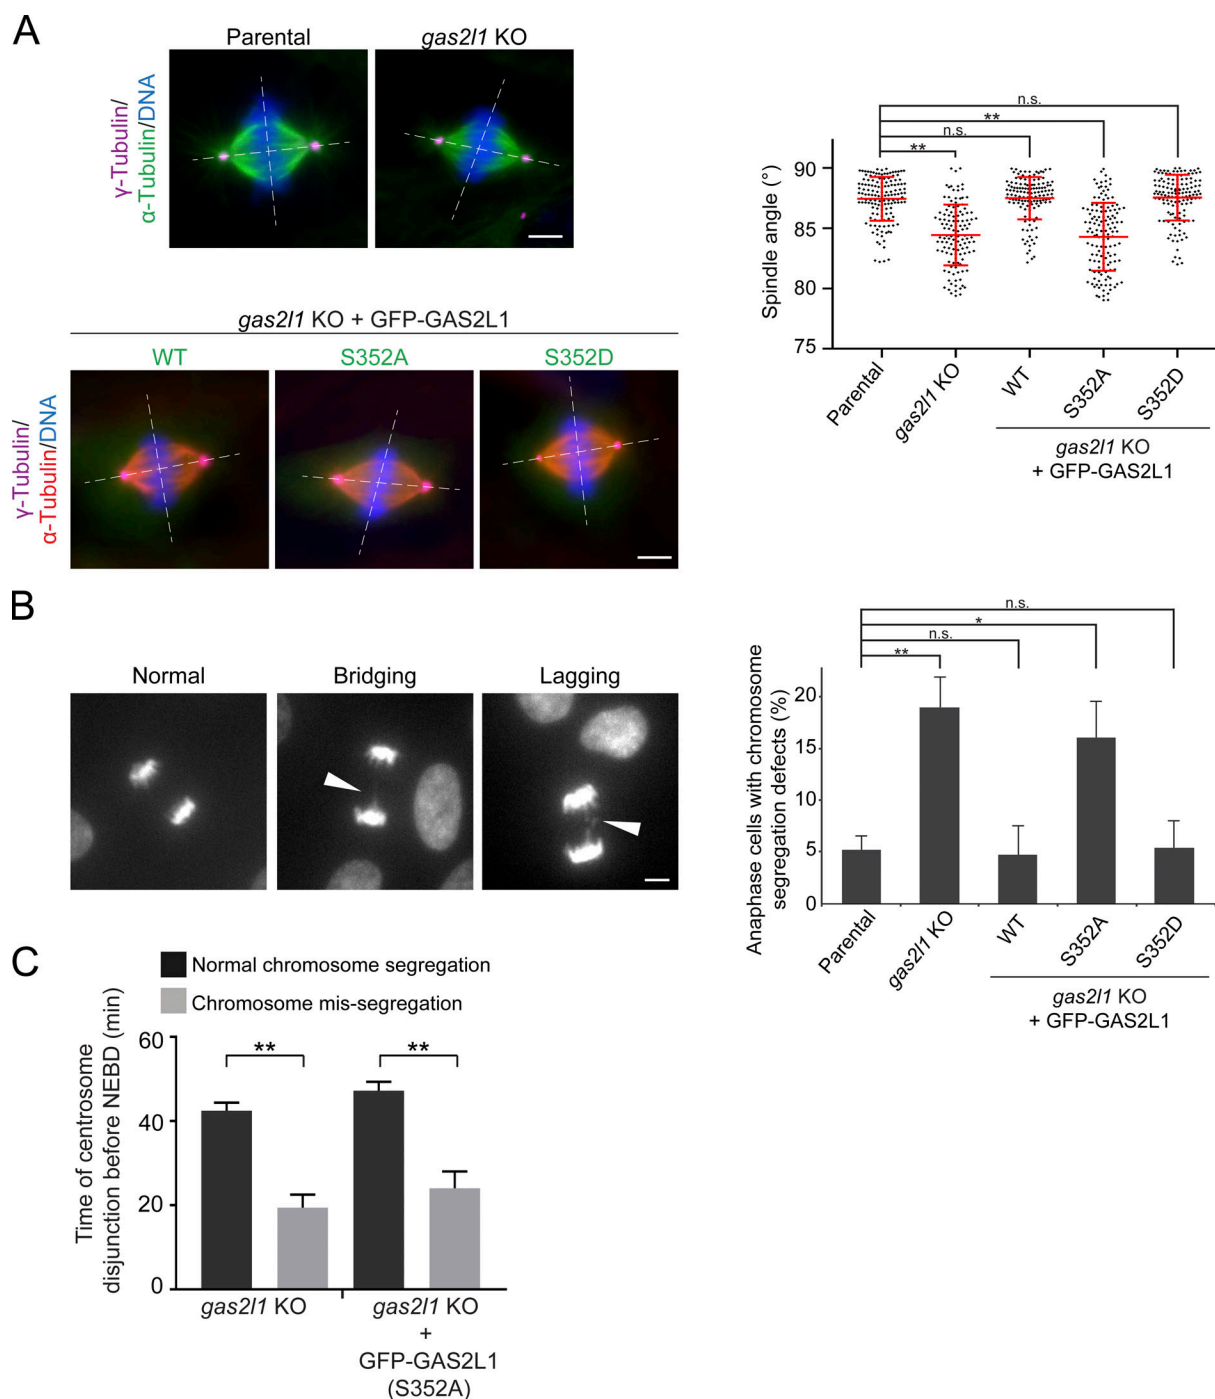 A
Parental
gas2l1 KO
γ-Tubulin/
α-Tubulin/DNA
gas2l1 KO + GFP-GAS2L1
WT
S352A
S352D
γ-Tubulin/
α-Tubulin/DNA
n.s.
**
n.s.
**
Spindle angle (°)
90
85
80
75
Parental
gas2l1 KO
WT
S352A
S352D
gas2l1 KO
+ GFP-GAS2L1
B
Normal
Bridging
Lagging
n.s.
*
n.s.
**
Anaphase cells with chromosome
segregation defects (%)
20
15
10
5
0
Parental
gas2l1 KO
WT
S352A
S352D
gas2l1 KO
+ GFP-GAS2L1
C
Normal chromosome segregation
Chromosome mis-segregation
Time of centrosome
disjunction before NEBD (min)
60
40
20
0
**
**
gas2l1 KO
gas2l1 KO
+
GFP-GAS2L1
(S352A)